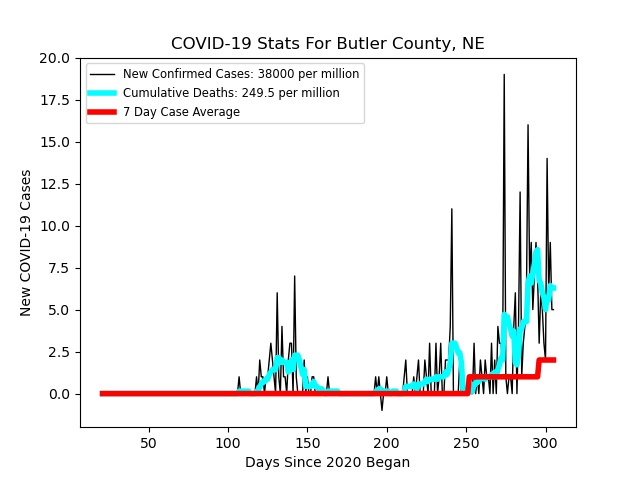 COVID-19 Stats For Butler County, NE
New Confirmed Cases: 38000 per million
Cumulative Deaths: 249.5 per million
7 Day Case Average
New COVID-19 Cases
20.0
17.5
15.0
12.5
10.0
7.5
5.0
2.5
0.0
50 100 150 200 250 300
Days Since 2020 Began